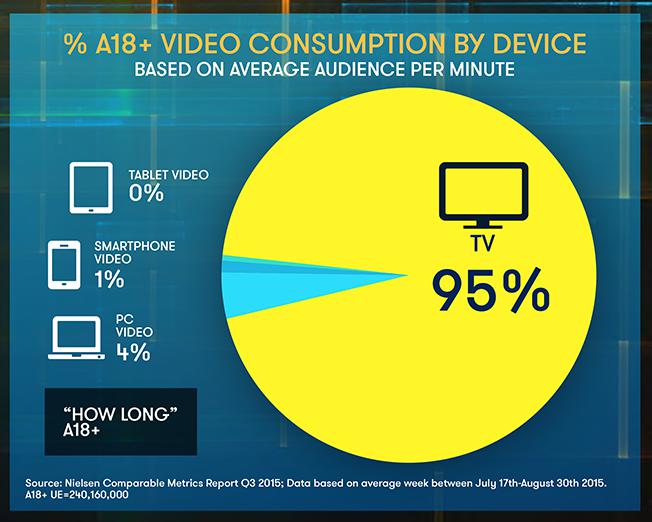 % A18+ VIDEO CONSUMPTION BY DEVICE
BASED ON AVERAGE AUDIENCE PER MINUTE
TABLET VIDEO
0%
SMARTPHONE
VIDEO
1%
PC
VIDEO
4%
TV
95%
"HOW LONG"
A18+
Source: Nielsen Comparable Metrics Report Q3 2015; Data based on average week between July 17th-August 30th 2015.
A18+ UE=240,160,000